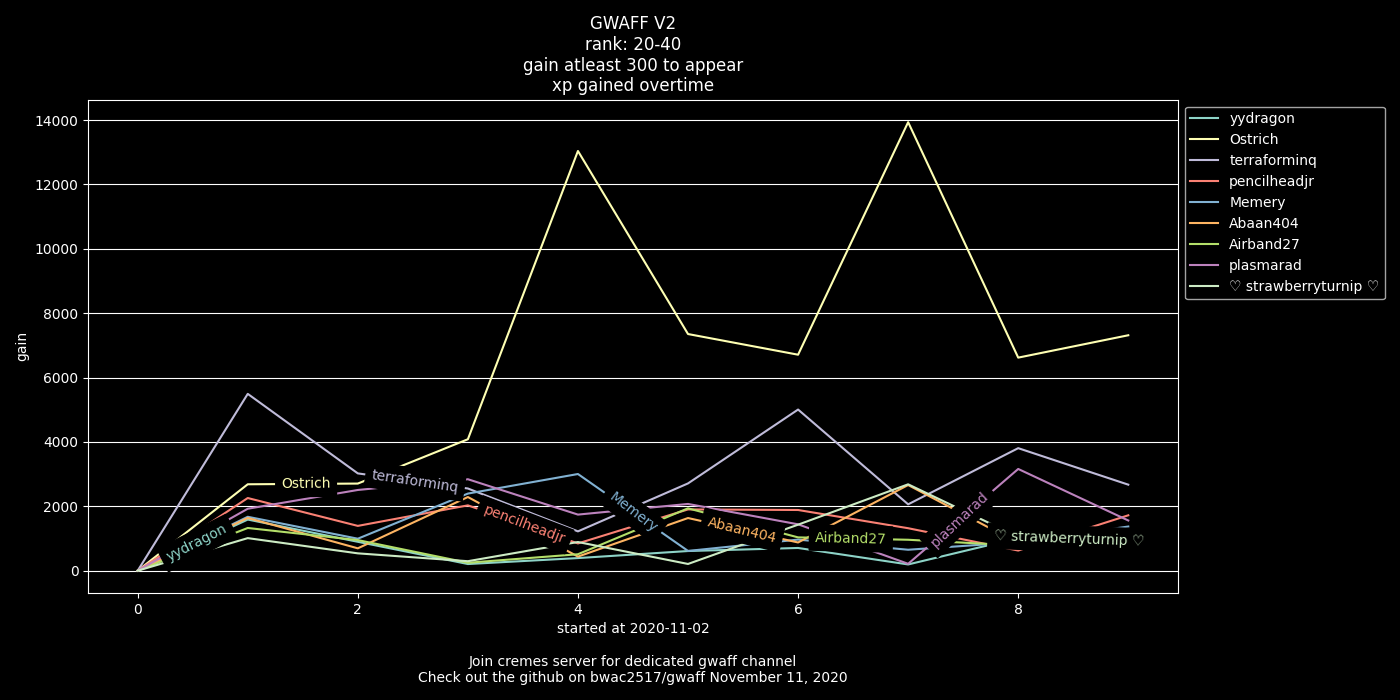 GWAFF V2
rank: 20-40
gain atleast 300 to appear
xp gained overtime
gain
14000
12000
10000
8000
6000
4000
2000
0
yydragon
Ostrich
terraforminq
pencilheadjr
Memery
Abaan404
Airband27
plasmarad
♡ strawberryturnip ♡
0 2 4 6 8
started at 2020-11-02
Join cremes server for dedicated gwaff channel
Check out the github on bwac2517/gwaff November 11, 2020
yydragon
Ostrich
terraforminq
pencilheadjr
Memery
Abaan404
Airband27
plasmarad
♡ strawberryturnip ♡